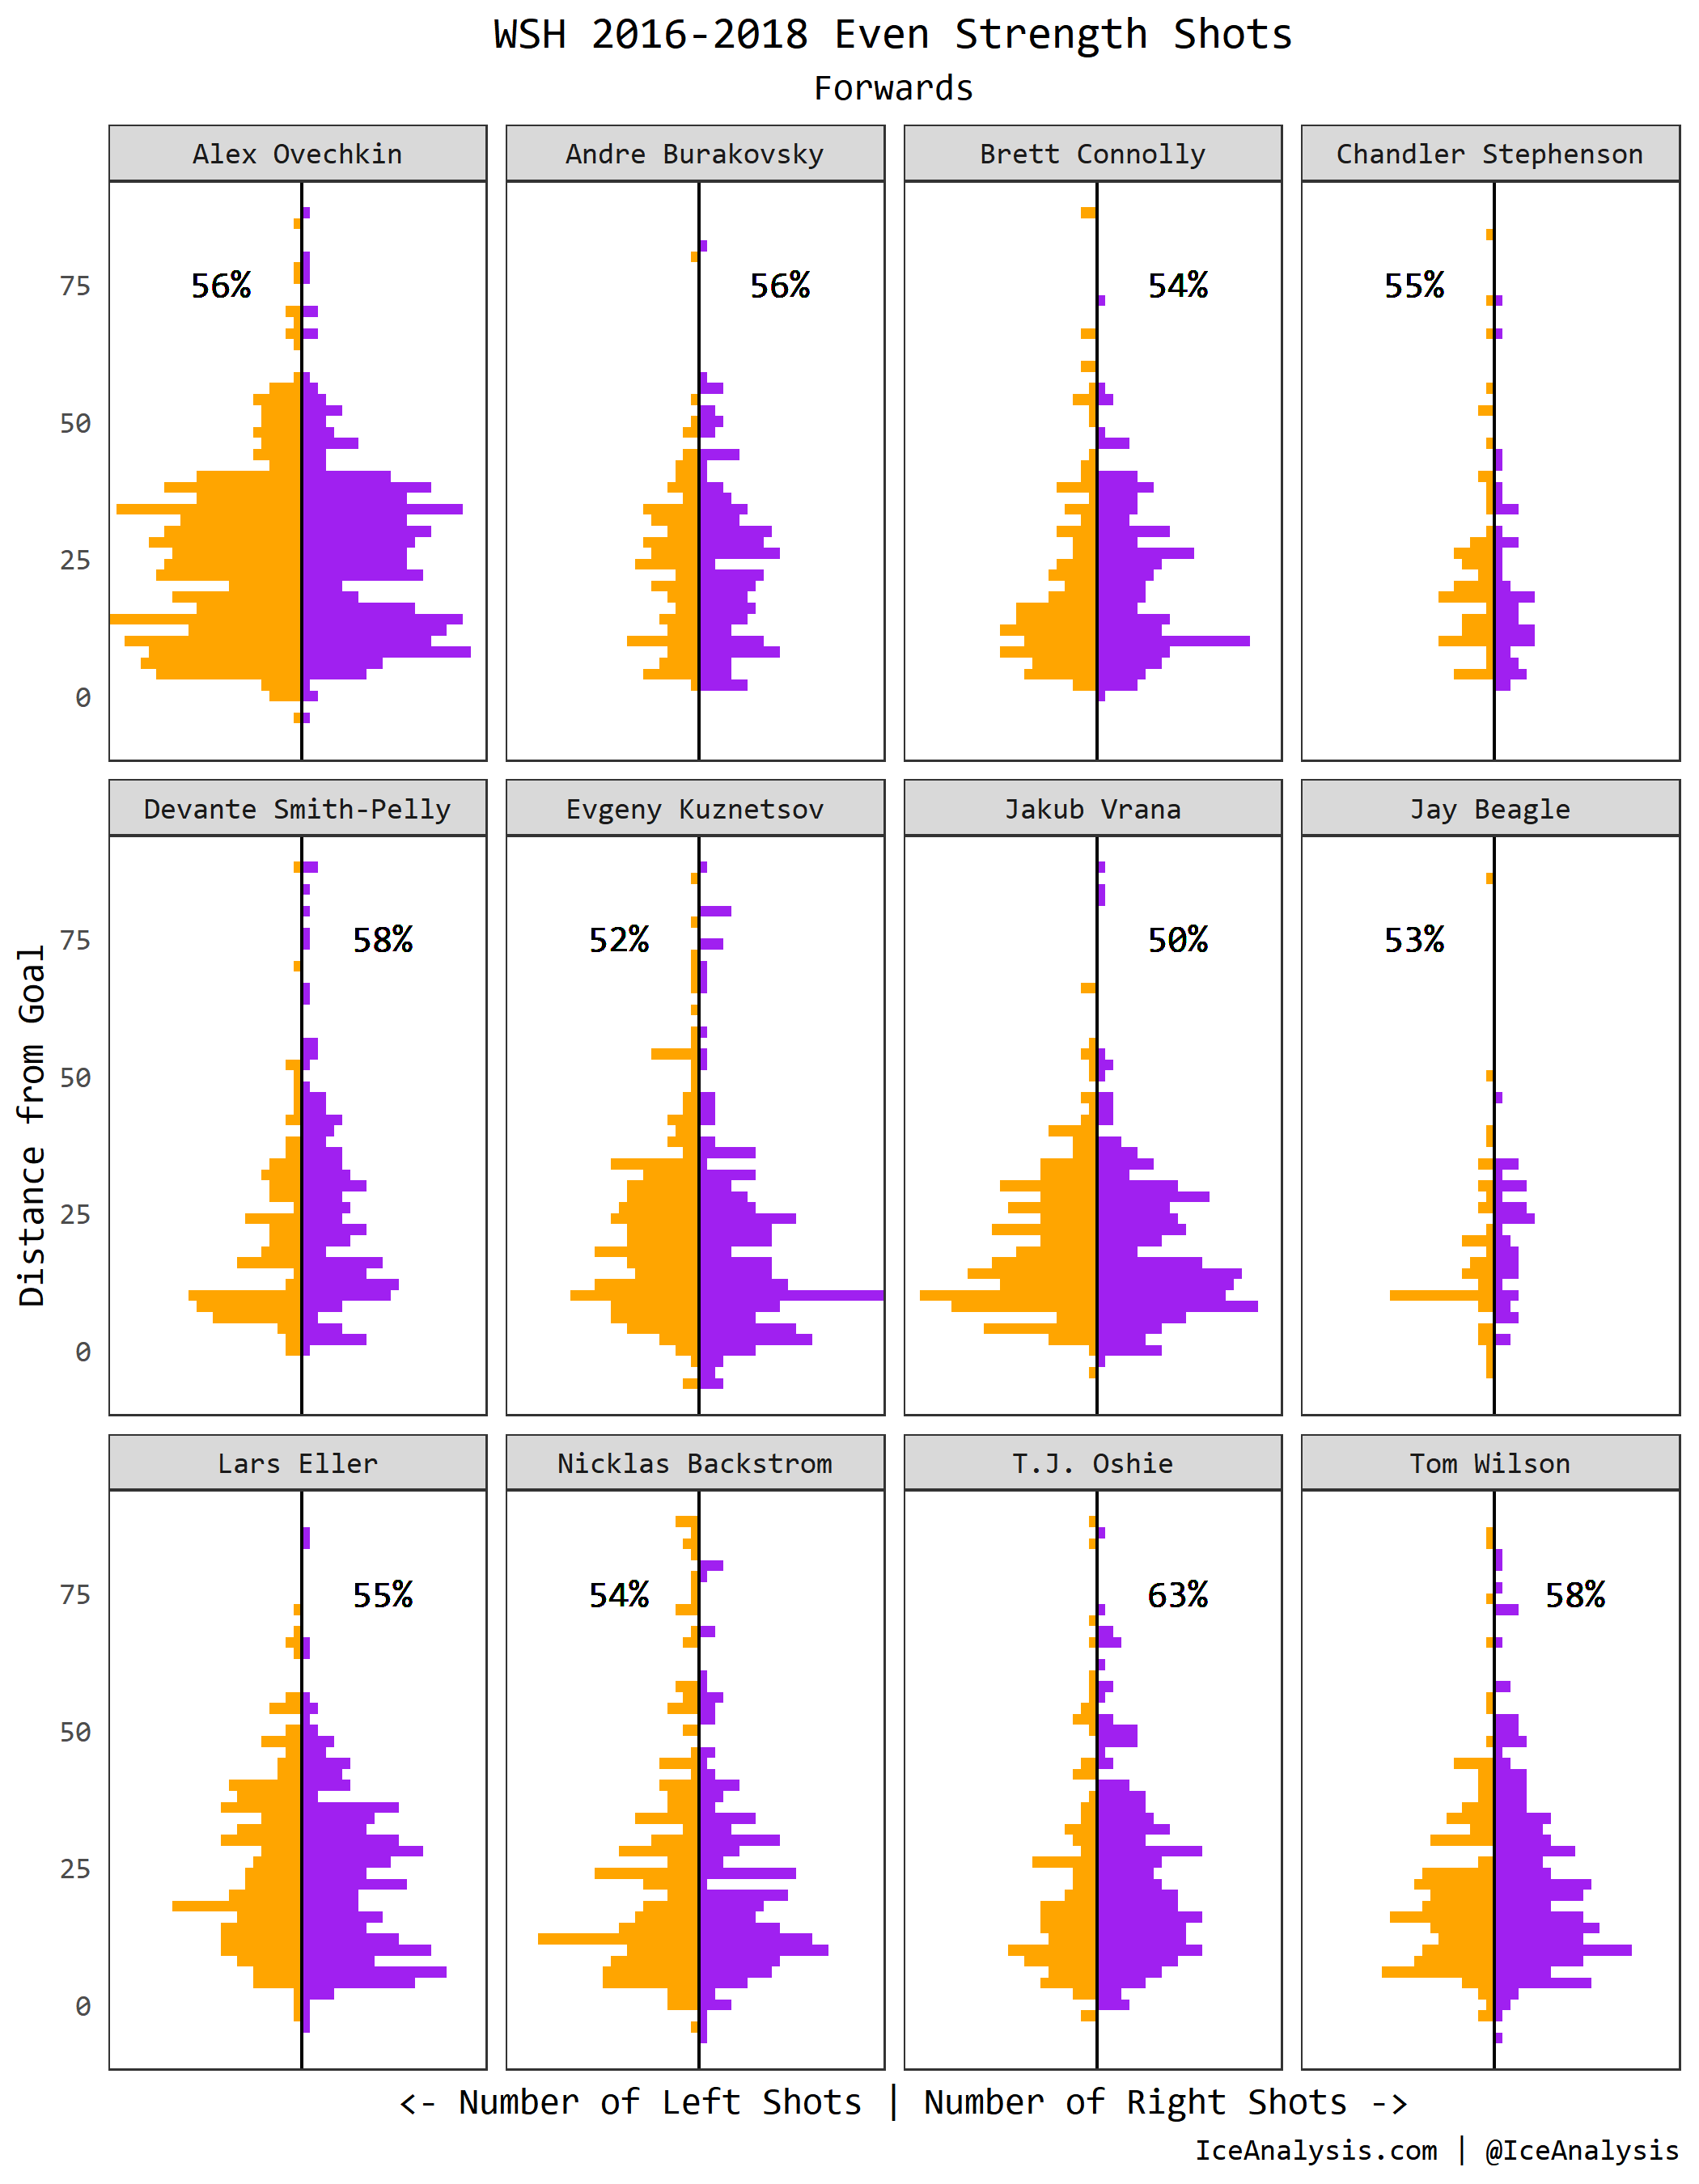 WSH 2016-2018 Even Strength Shots
Forwards
Alex Ovechkin
Andre Burakovsky
Brett Connolly
Chandler Stephenson
75
56%
56%
54%
55%
50
25
0
Devante Smith-Pelly
Evgeny Kuznetsov
Jakub Vrana
Jay Beagle
Distance from Goal
75
58%
52%
50%
53%
50
25
0
Lars Eller
Nicklas Backstrom
T.J. Oshie
Tom Wilson
75
55%
54%
63%
58%
50
25
0
<- Number of Left Shots | Number of Right Shots ->
IceAnalysis.com | @IceAnalysis